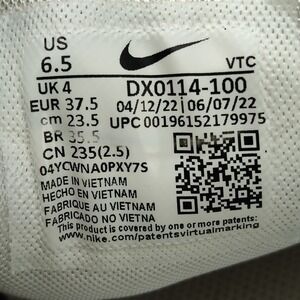 US
6.5
VTC
UK 4 DX0114-100
EUR 37.5 04/12/22 06/07/22
cm 23.5 UPC 00196152179975
BR 35.5
CN 235(2.5)
MADE IN VIETNAM
HECHO EN VIETNAM
FABRIQUE AU VIETNAM
FABRICADO NO VIETNA
This product is covered by one or more patents:
www.nike.com/patentsvirtualmarking